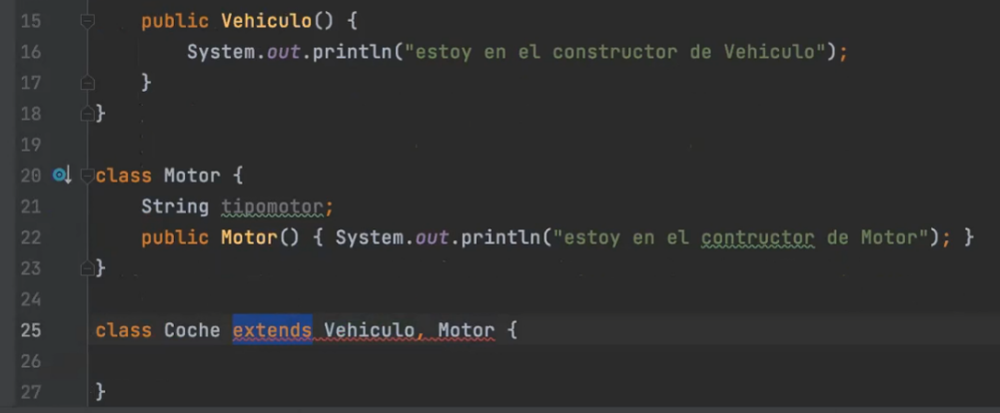 15 public Vehiculo() {
16 System.out.println("estoy en el constructor de Vehiculo");
17 }
18 }
19
20 class Motor {
21 String tipomotor;
22 public Motor() { System.out.println("estoy en el contructor de Motor"); }
23 }
24
25 class Coche extends Vehiculo, Motor {
26
27 }